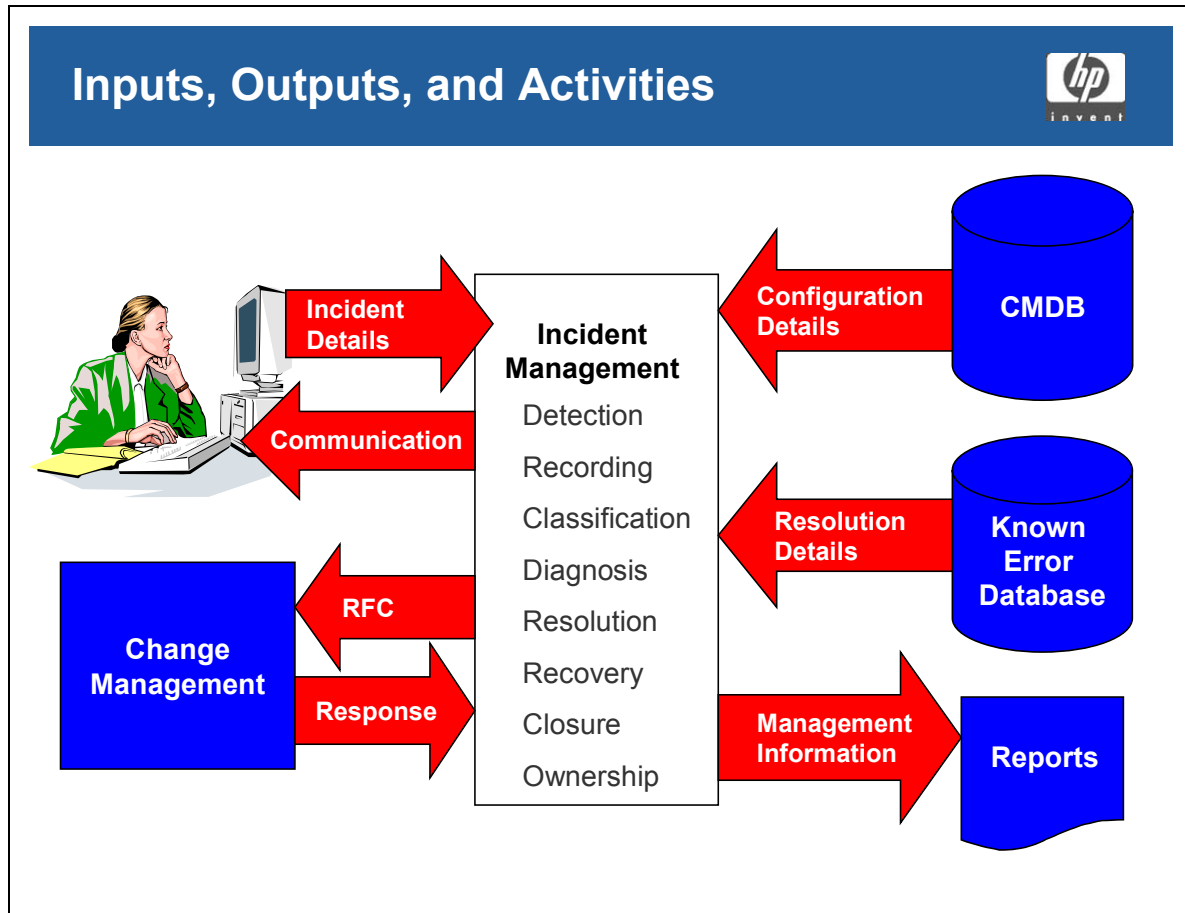 Inputs, Outputs, and Activities
hp
invent
Incident
Details
Communication
RFC
Change
Management
Response
Incident
Management
Detection
Recording
Classification
Diagnosis
Resolution
Recovery
Closure
Ownership
Configuration
Details
CMDB
Resolution
Details
Known
Error
Database
Management
Information
Reports